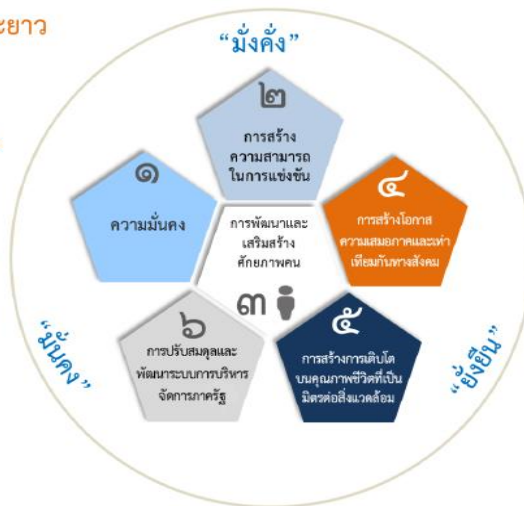 ะยาว
“มั่งคั่ง”
๒
การสร้าง
ความสามารถ
ในการแข่งขัน
๑
ความมั่นคง
การพัฒนาและ
เสริมสร้าง
ศักยภาพคน
๓
๔
การสร้างโอกาส
ความเสมอภาคและเท่า
เทียมกันทางสังคม
๖
การปรับสมดุลและ
พัฒนาระบบการบริหาร
จัดการภาครัฐ
๕
การสร้างการเติบโต
บนคุณภาพชีวิตที่เป็น
มิตรต่อสิ่งแวดล้อม
“มั่นคง”
“ยั่งยืน”